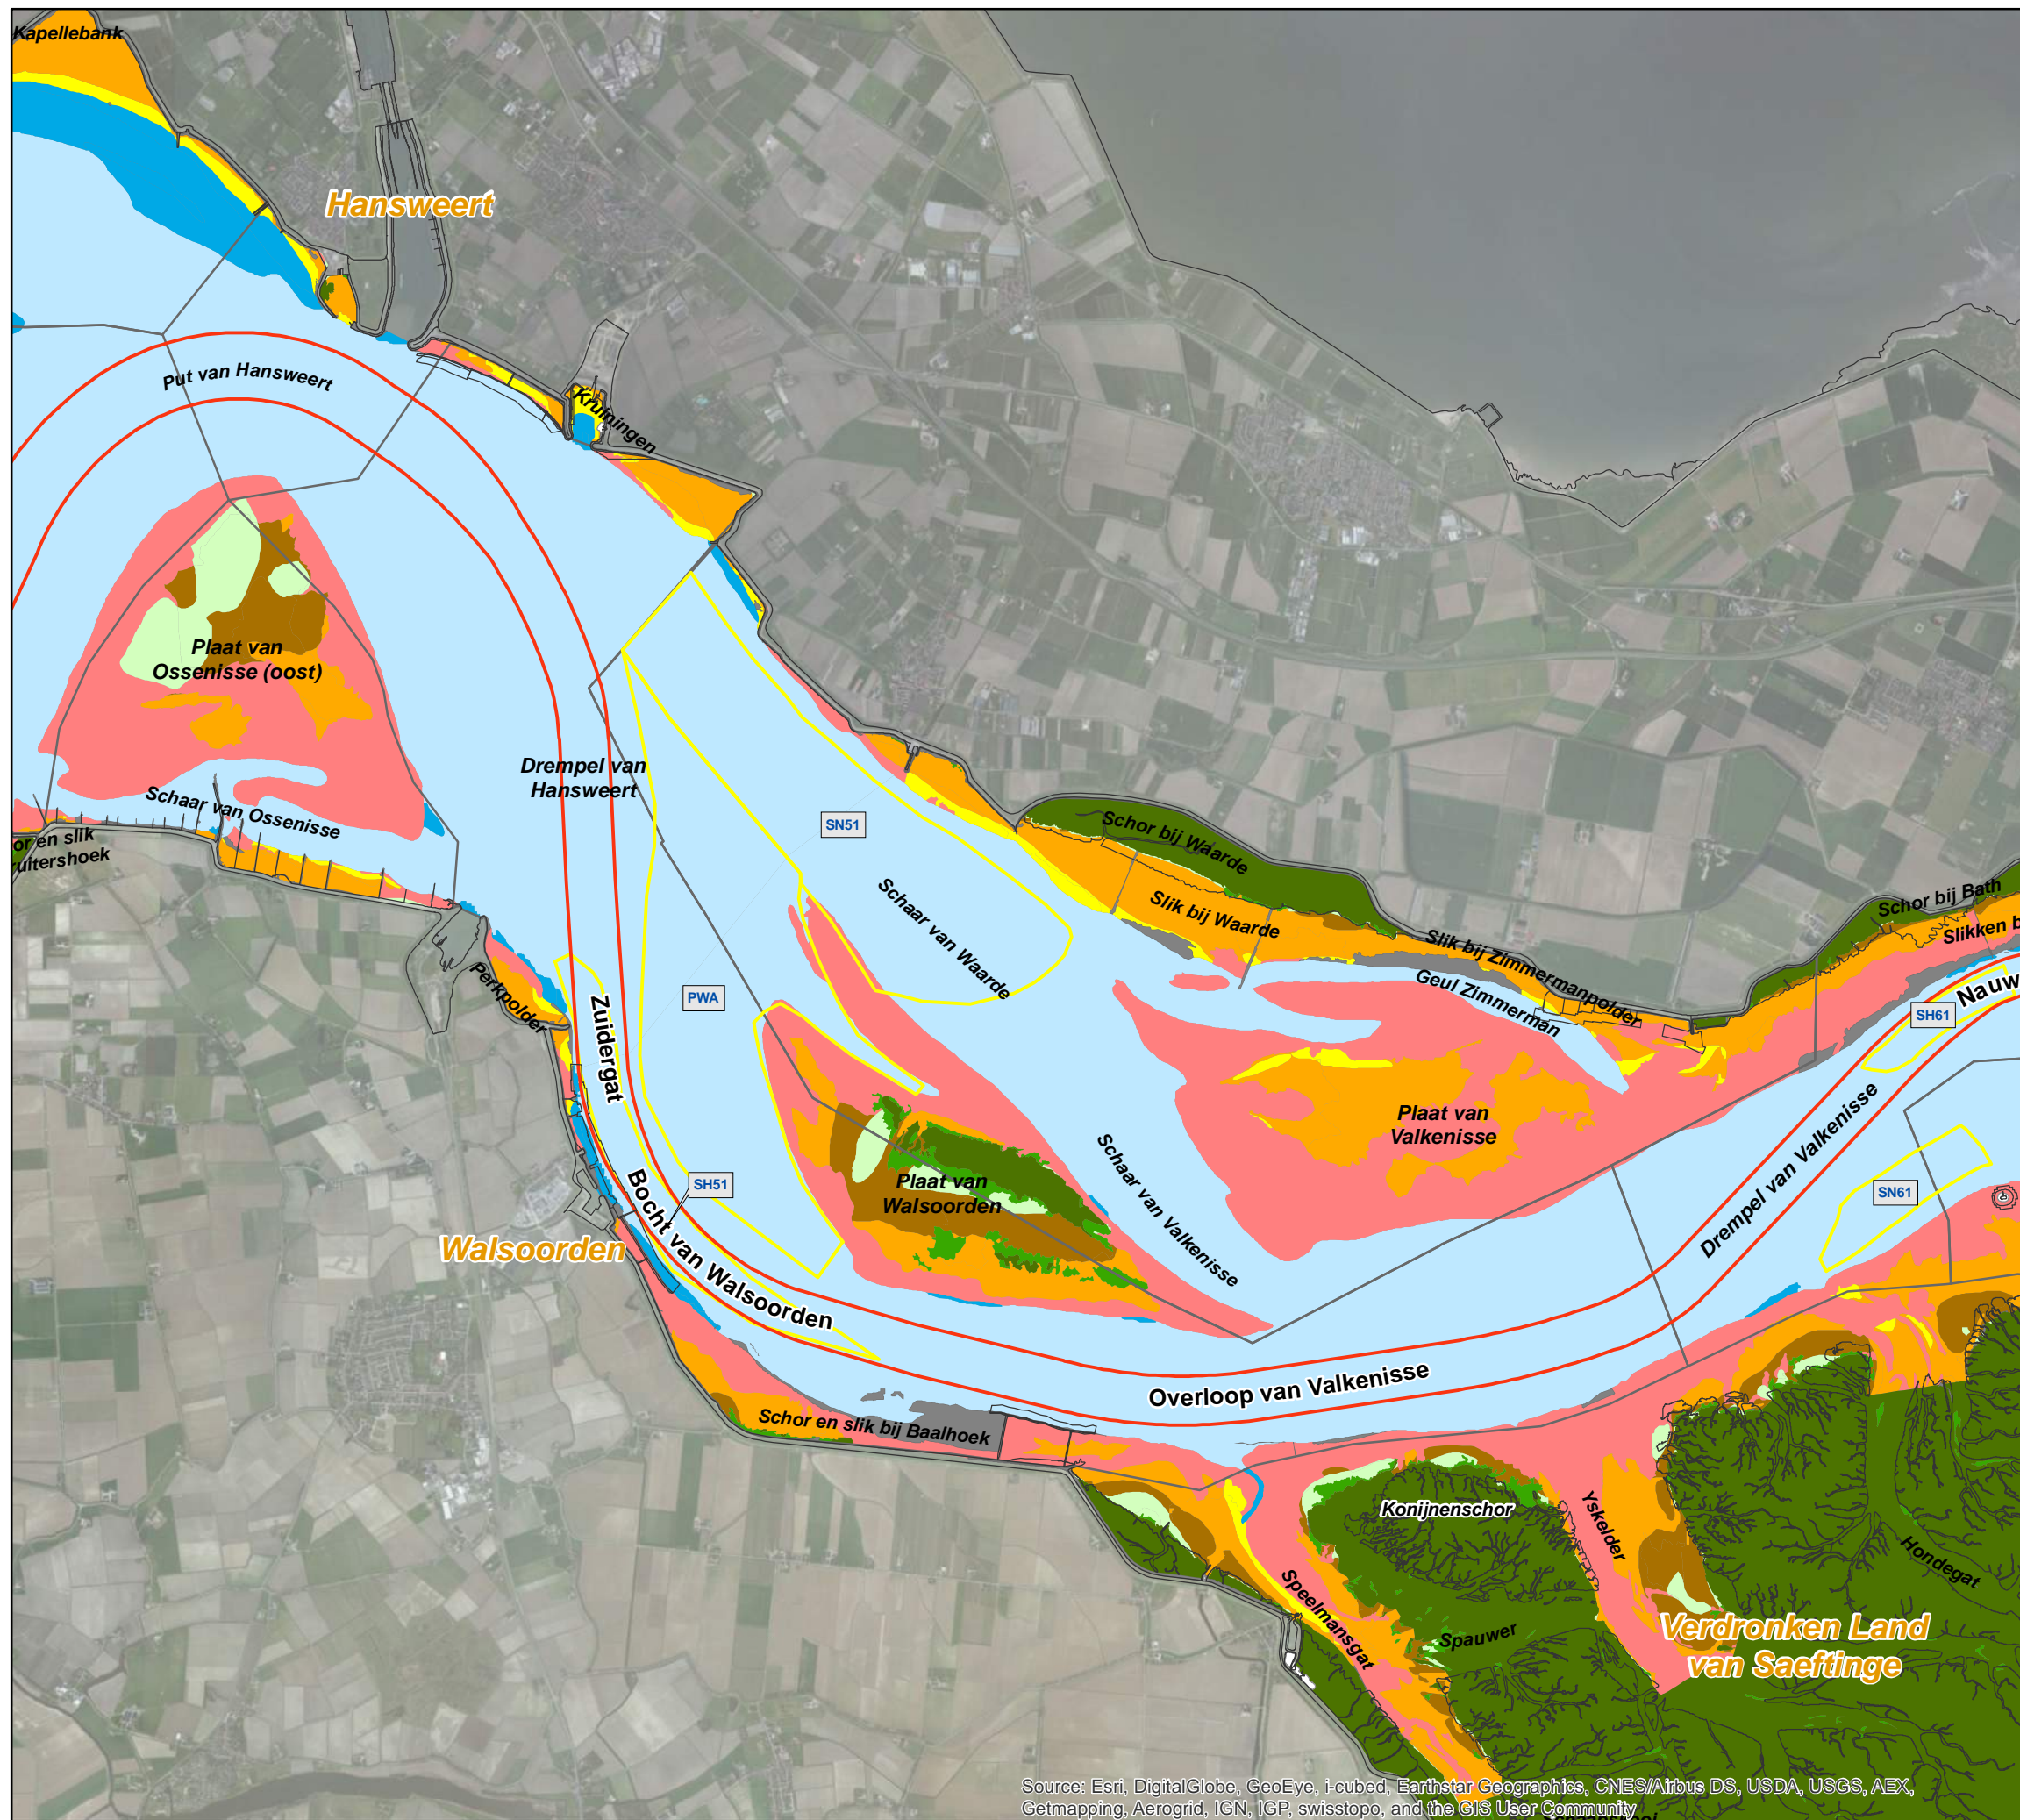 Kapellebank
Hansweert
Put van Hansweert
Kruiningen
Plaat van
Ossenisse (oost)
Drempel van
Hansweert
Schaar van Ossenisse
or en slik
ruitershoek
SN51
Schor bij Waarde
Schaar van Waarde
Slik bij Waarde
Schor bij Bath
Slikken b
Slik bij Zimmermanpolder
Geul Zimmerman
Nauw
SH61
Perkpolder
PWA
Zuidergat
Plaat van
Valkenisse
Drempel van Valkenisse
Schaar van Valkenisse
Plaat van
Walsoorden
SH51
SN61
Walsoorden
Bocht van Walsoorden
Overloop van Valkenisse
Schor en slik bij Baalhoek
Konijnenschor
Yskelder
Hondegat
Speelmansgat
Spauwer
Verdronken Land
van Saeftinge
Source: Esri, DigitalGlobe, GeoEye, i-cubed, Earthstar Geographics, CNES/Airbus DS, USDA, USGS, AEX,
Getmapping, Aerogrid, IGN, IGP, swisstopo, and the GIS User Community